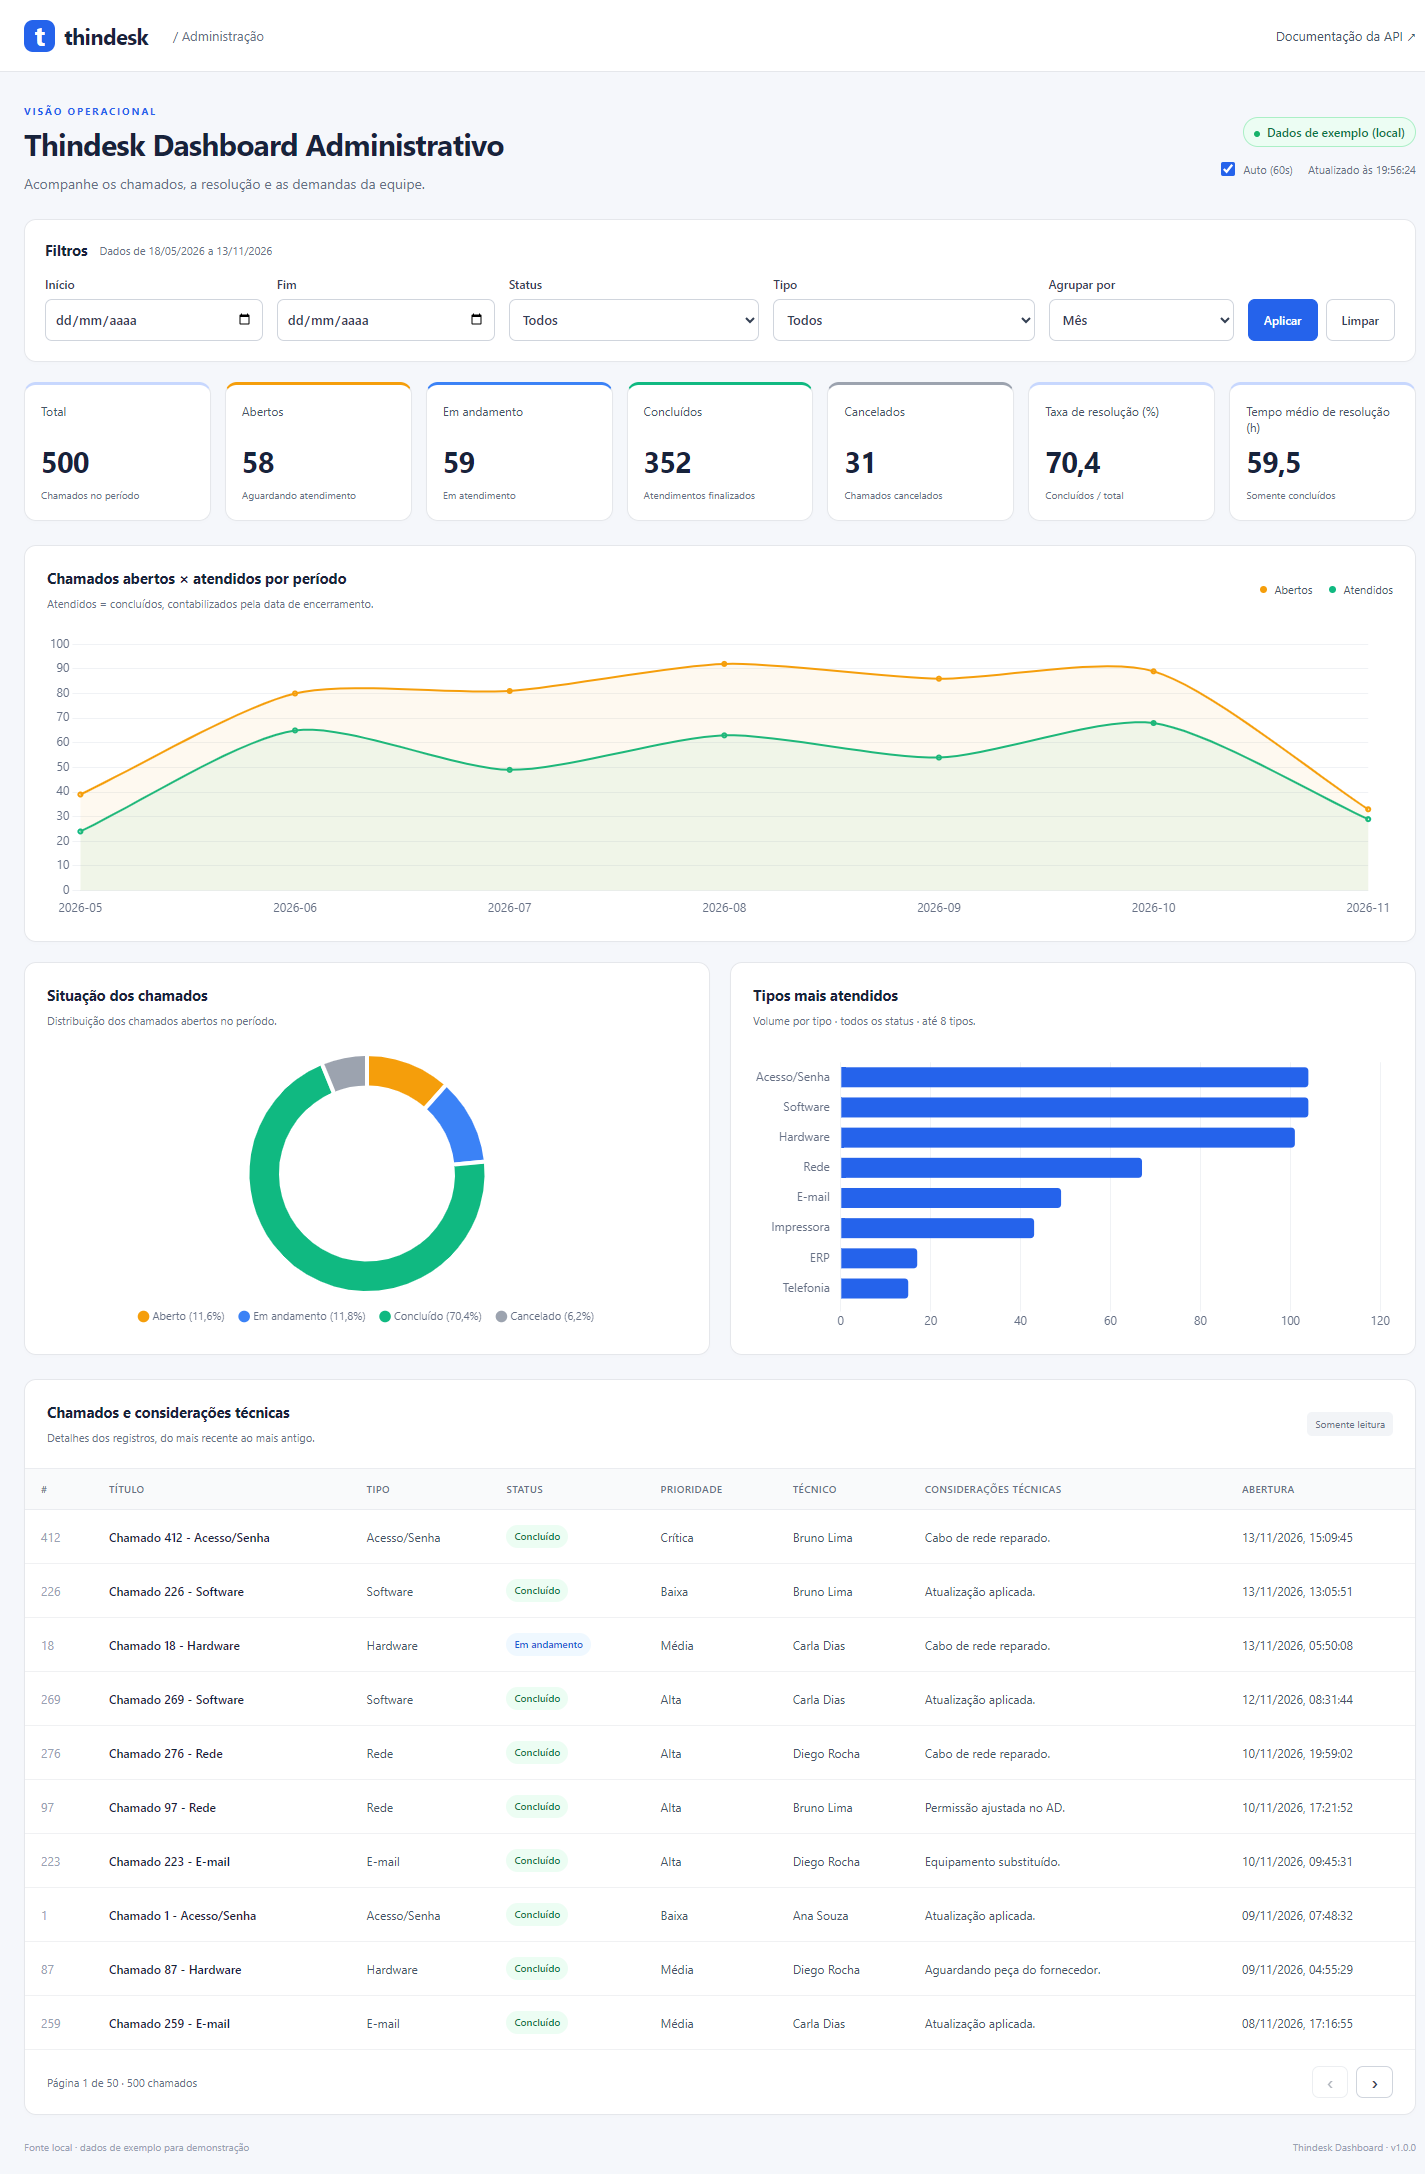 t thindesk / Administração Documentação da API ↗
VISÃO OPERACIONAL
Thindesk Dashboard Administrativo
Acompanhe os chamados, a resolução e as demandas da equipe.
Dados de exemplo (local)
Auto (60s) Atualizado às 19:56:24
Filtros Dados de 18/05/2026 a 13/11/2026
Início Fim Status Tipo Agrupar por
dd/mm/aaaa dd/mm/aaaa Todos Todos Mês Aplicar Limpar
Total
500
Chamados no período
Abertos
58
Aguardando atendimento
Em andamento
59
Em atendimento
Concluídos
352
Atendimentos finalizados
Cancelados
31
Chamados cancelados
Taxa de resolução (%)
70,4
Concluídos / total
Tempo médio de resolução
(h)
59,5
Somente concluídos
Chamados abertos × atendidos por período
Atendidos = concluídos, contabilizados pela data de encerramento.
Abertos Atendidos
100
90
80
70
60
50
40
30
20
10
0
2026-05 2026-06 2026-07 2026-08 2026-09 2026-10 2026-11
Situação dos chamados
Distribuição dos chamados abertos no período.
Aberto (11,6%) Em andamento (11,8%) Concluído (70,4%) Cancelado (6,2%)
Tipos mais atendidos
Volume por tipo · todos os status · até 8 tipos.
Acesso/Senha
Software
Hardware
Rede
E-mail
Impressora
ERP
Telefonia
0 20 40 60 80 100 120
Chamados e considerações técnicas
Detalhes dos registros, do mais recente ao mais antigo.
Somente leitura
# TÍTULO TIPO STATUS PRIORIDADE TÉCNICO CONSIDERAÇÕES TÉCNICAS ABERTURA
412 Chamado 412 - Acesso/Senha Acesso/Senha Concluído Crítica Bruno Lima Cabo de rede reparado. 13/11/2026, 15:09:45
226 Chamado 226 - Software Software Concluído Baixa Bruno Lima Atualização aplicada. 13/11/2026, 13:05:51
18 Chamado 18 - Hardware Hardware Em andamento Média Carla Dias Cabo de rede reparado. 13/11/2026, 05:50:08
269 Chamado 269 - Software Software Concluído Alta Carla Dias Atualização aplicada. 12/11/2026, 08:31:44
276 Chamado 276 - Rede Rede Concluído Alta Diego Rocha Cabo de rede reparado. 10/11/2026, 19:59:02
97 Chamado 97 - Rede Rede Concluído Alta Bruno Lima Permissão ajustada no AD. 10/11/2026, 17:21:52
223 Chamado 223 - E-mail E-mail Concluído Alta Diego Rocha Equipamento substituído. 10/11/2026, 09:45:31
1 Chamado 1 - Acesso/Senha Acesso/Senha Concluído Baixa Ana Souza Atualização aplicada. 09/11/2026, 07:48:32
87 Chamado 87 - Hardware Hardware Concluído Média Diego Rocha Aguardando peça do fornecedor. 09/11/2026, 04:55:29
259 Chamado 259 - E-mail E-mail Concluído Média Carla Dias Atualização aplicada. 08/11/2026, 17:16:55
Página 1 de 50 · 500 chamados ‹ ›
Fonte local · dados de exemplo para demonstração Thindesk Dashboard · v1.0.0